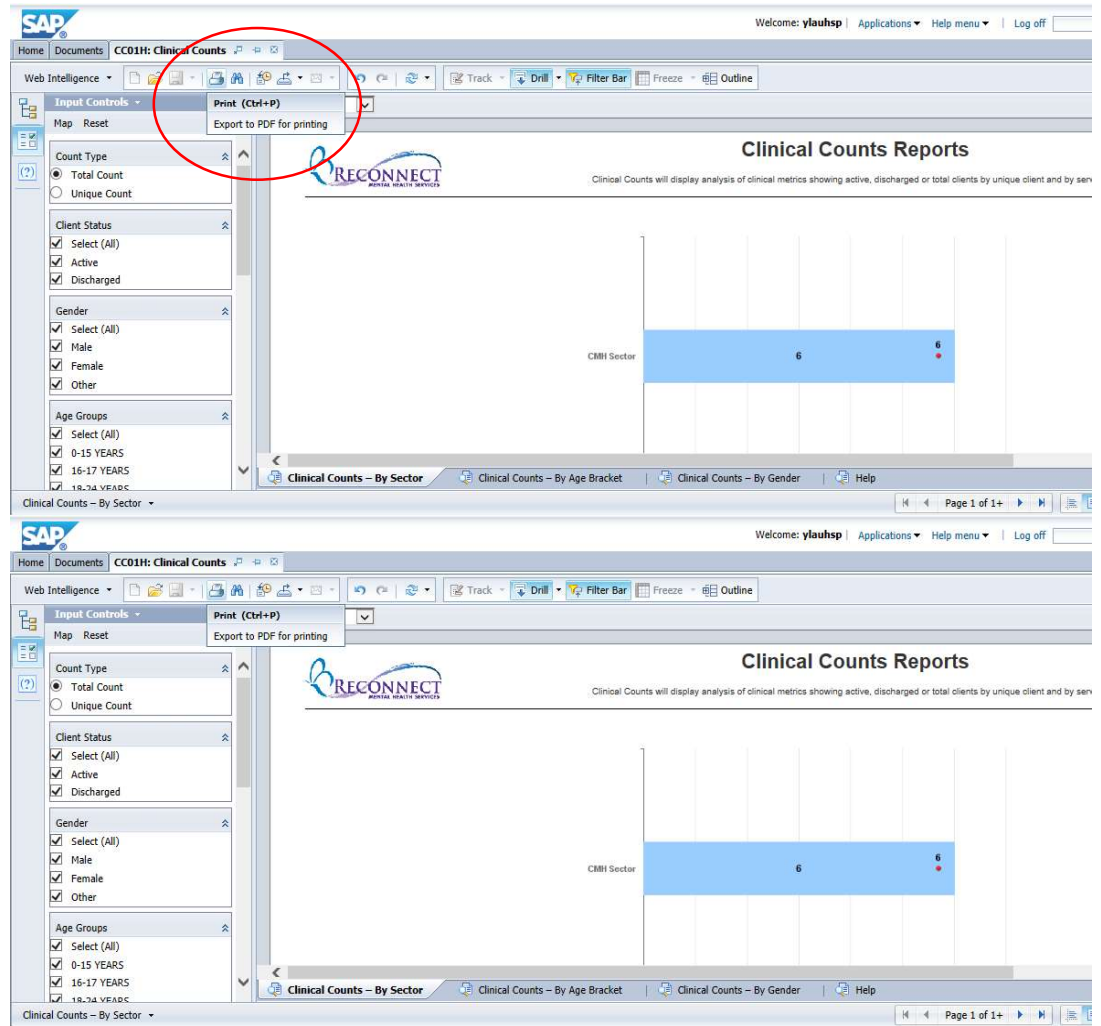 SAP
Welcome: ylauhsp | Applications Help menu | Log off
Home Documents CC01H: Clinical Counts
Web Intelligence Track Drill Filter Bar Freeze Outline
Input Controls Print (Ctrl+P)
Map Reset Export to PDF for printing
Count Type
Total Count
Unique Count
Client Status
Select (All)
Active
Discharged
Gender
Select (All)
Male
Female
Other
Age Groups
Select (All)
0-15 YEARS
16-17 YEARS
18-24 YEARS
RECONNECT
MENTAL HEALTH SERVICES
Clinical Counts Reports
Clinical Counts will display analysis of clinical metrics showing active, discharged or total clients by unique client and by serv
CMH Sector 6 6
Clinical Counts – By Sector Clinical Counts – By Age Bracket | Clinical Counts – By Gender | Help
Clinical Counts – By Sector Page 1 of 1+
SAP
Welcome: ylauhsp | Applications Help menu | Log off
Home Documents CC01H: Clinical Counts
Web Intelligence Track Drill Filter Bar Freeze Outline
Input Controls Print (Ctrl+P)
Map Reset Export to PDF for printing
Count Type
Total Count
Unique Count
Client Status
Select (All)
Active
Discharged
Gender
Select (All)
Male
Female
Other
Age Groups
Select (All)
0-15 YEARS
16-17 YEARS
18-24 YEARS
RECONNECT
MENTAL HEALTH SERVICES
Clinical Counts Reports
Clinical Counts will display analysis of clinical metrics showing active, discharged or total clients by unique client and by serv
CMH Sector 6 6
Clinical Counts – By Sector Clinical Counts – By Age Bracket | Clinical Counts – By Gender | Help
Clinical Counts – By Sector Page 1 of 1+